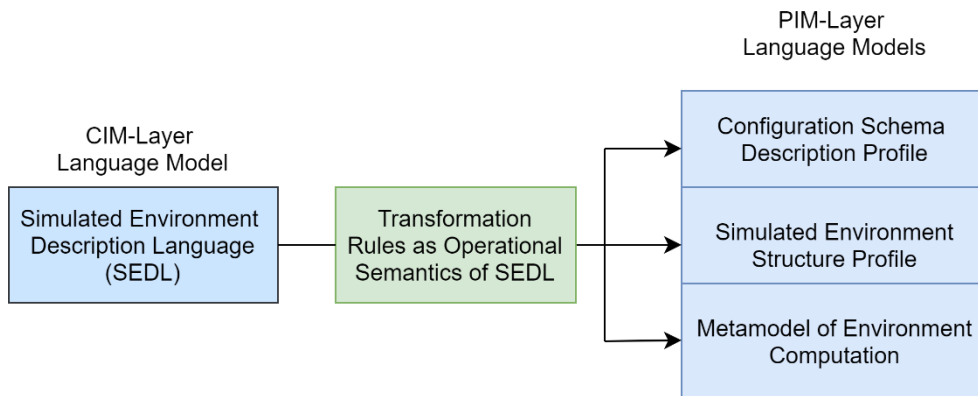 CIM-Layer
Language Model
Simulated Environment
Description Language
(SEDL)
Transformation
Rules as Operational
Semantics of SEDL
PIM-Layer
Language Models
Configuration Schema
Description Profile
Simulated Environment
Structure Profile
Metamodel of Environment
Computation